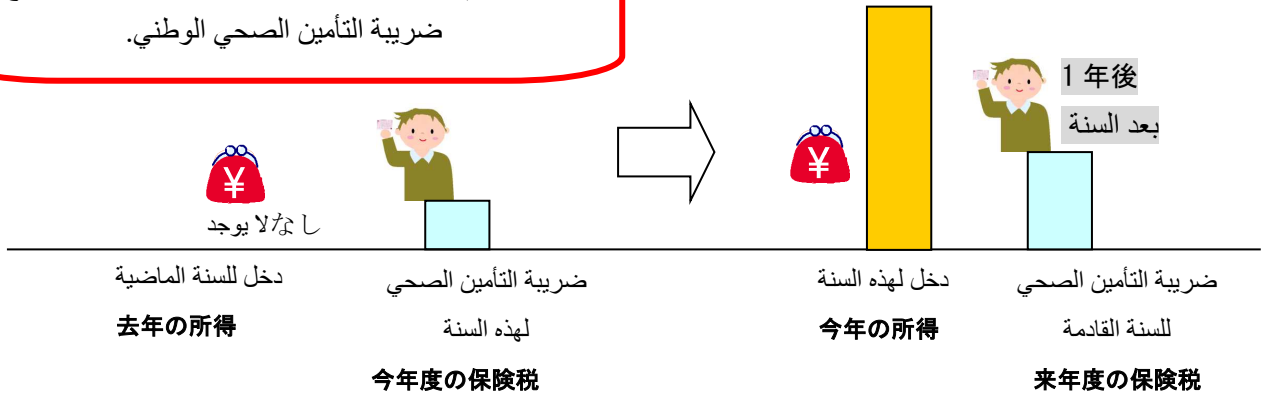 ضريبة التأمين الصحي الوطني.
1年後
بعد السنة
¥
¥
なし لا يوجد
دخل للسنة الماضية
去年の所得
ضريبة التأمين الصحي
لهذه السنة
今年度の保険税
دخل لهذه السنة
今年の所得
ضريبة التأمين الصحي
للسنة القادمة
来年度の保険税